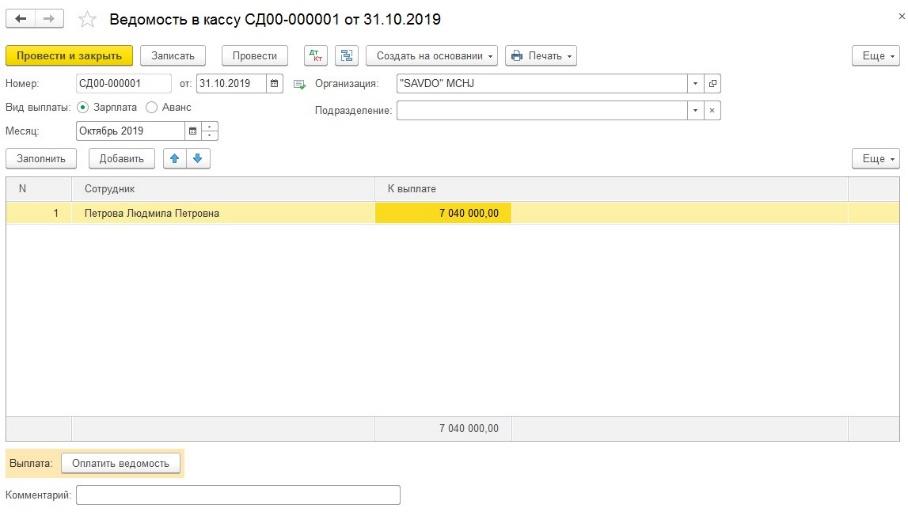 Ведомость в кассу СД00-000001 от 31.10.2019
Провести и закрыть Записать Провести Дт Кт Создать на основании Печать Еще
Номер: СД00-000001 от: 31.10.2019 Организация: "SAVDO" MCHJ
Вид выплаты: Зарплата Аванс Подразделение:
Месяц: Октябрь 2019
Заполнить Добавить Еще
N Сотрудник К выплате
1 Петрова Людмила Петровна 7 040 000,00
7 040 000,00
Выплата: Оплатить ведомость
Комментарий: